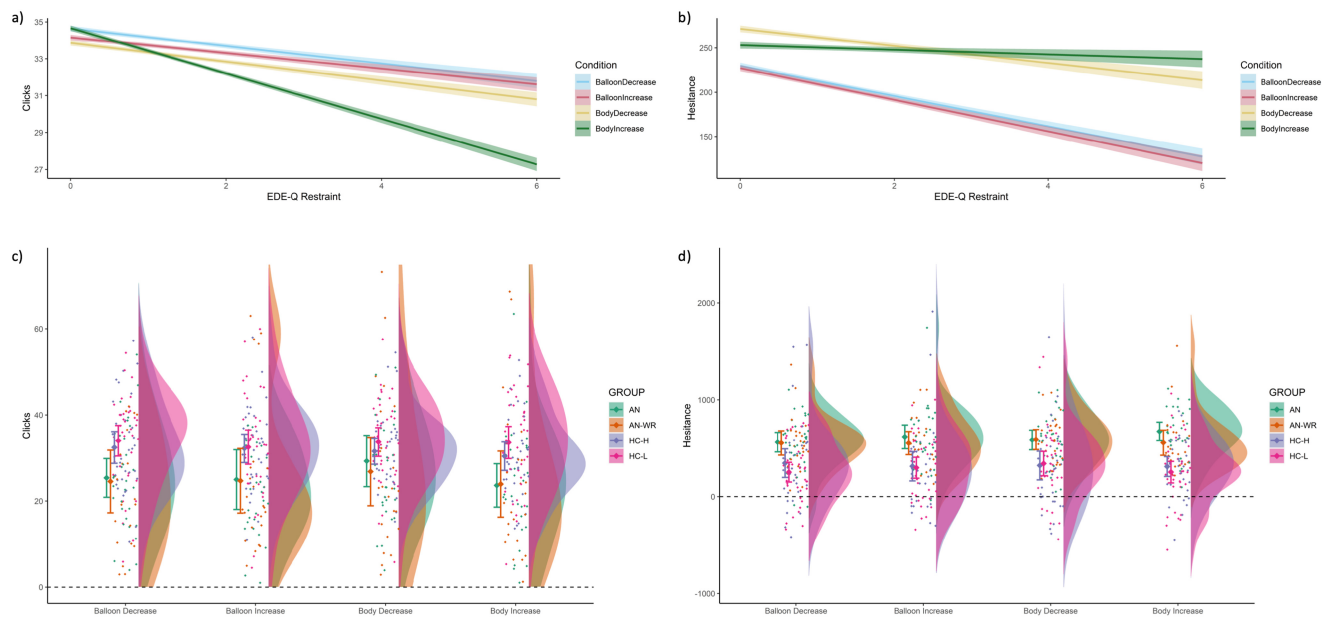 a)
35
33
31
29
27
Clicks
0
2
4
6
EDE-Q Restraint
Condition
BalloonDecrease
BalloonIncrease
BodyDecrease
BodyIncrease
b)
250
200
150
Hesitance
0
2
4
6
EDE-Q Restraint
Condition
BalloonDecrease
BalloonIncrease
BodyDecrease
BodyIncrease
c)
60
40
20
0
Clicks
Balloon Decrease
Balloon Increase
Body Decrease
Body Increase
GROUP
AN
AN-WR
HC-H
HC-L
d)
2000
1000
0
-1000
Hesitance
Balloon Decrease
Balloon Increase
Body Decrease
Body Increase
GROUP
AN
AN-WR
HC-H
HC-L